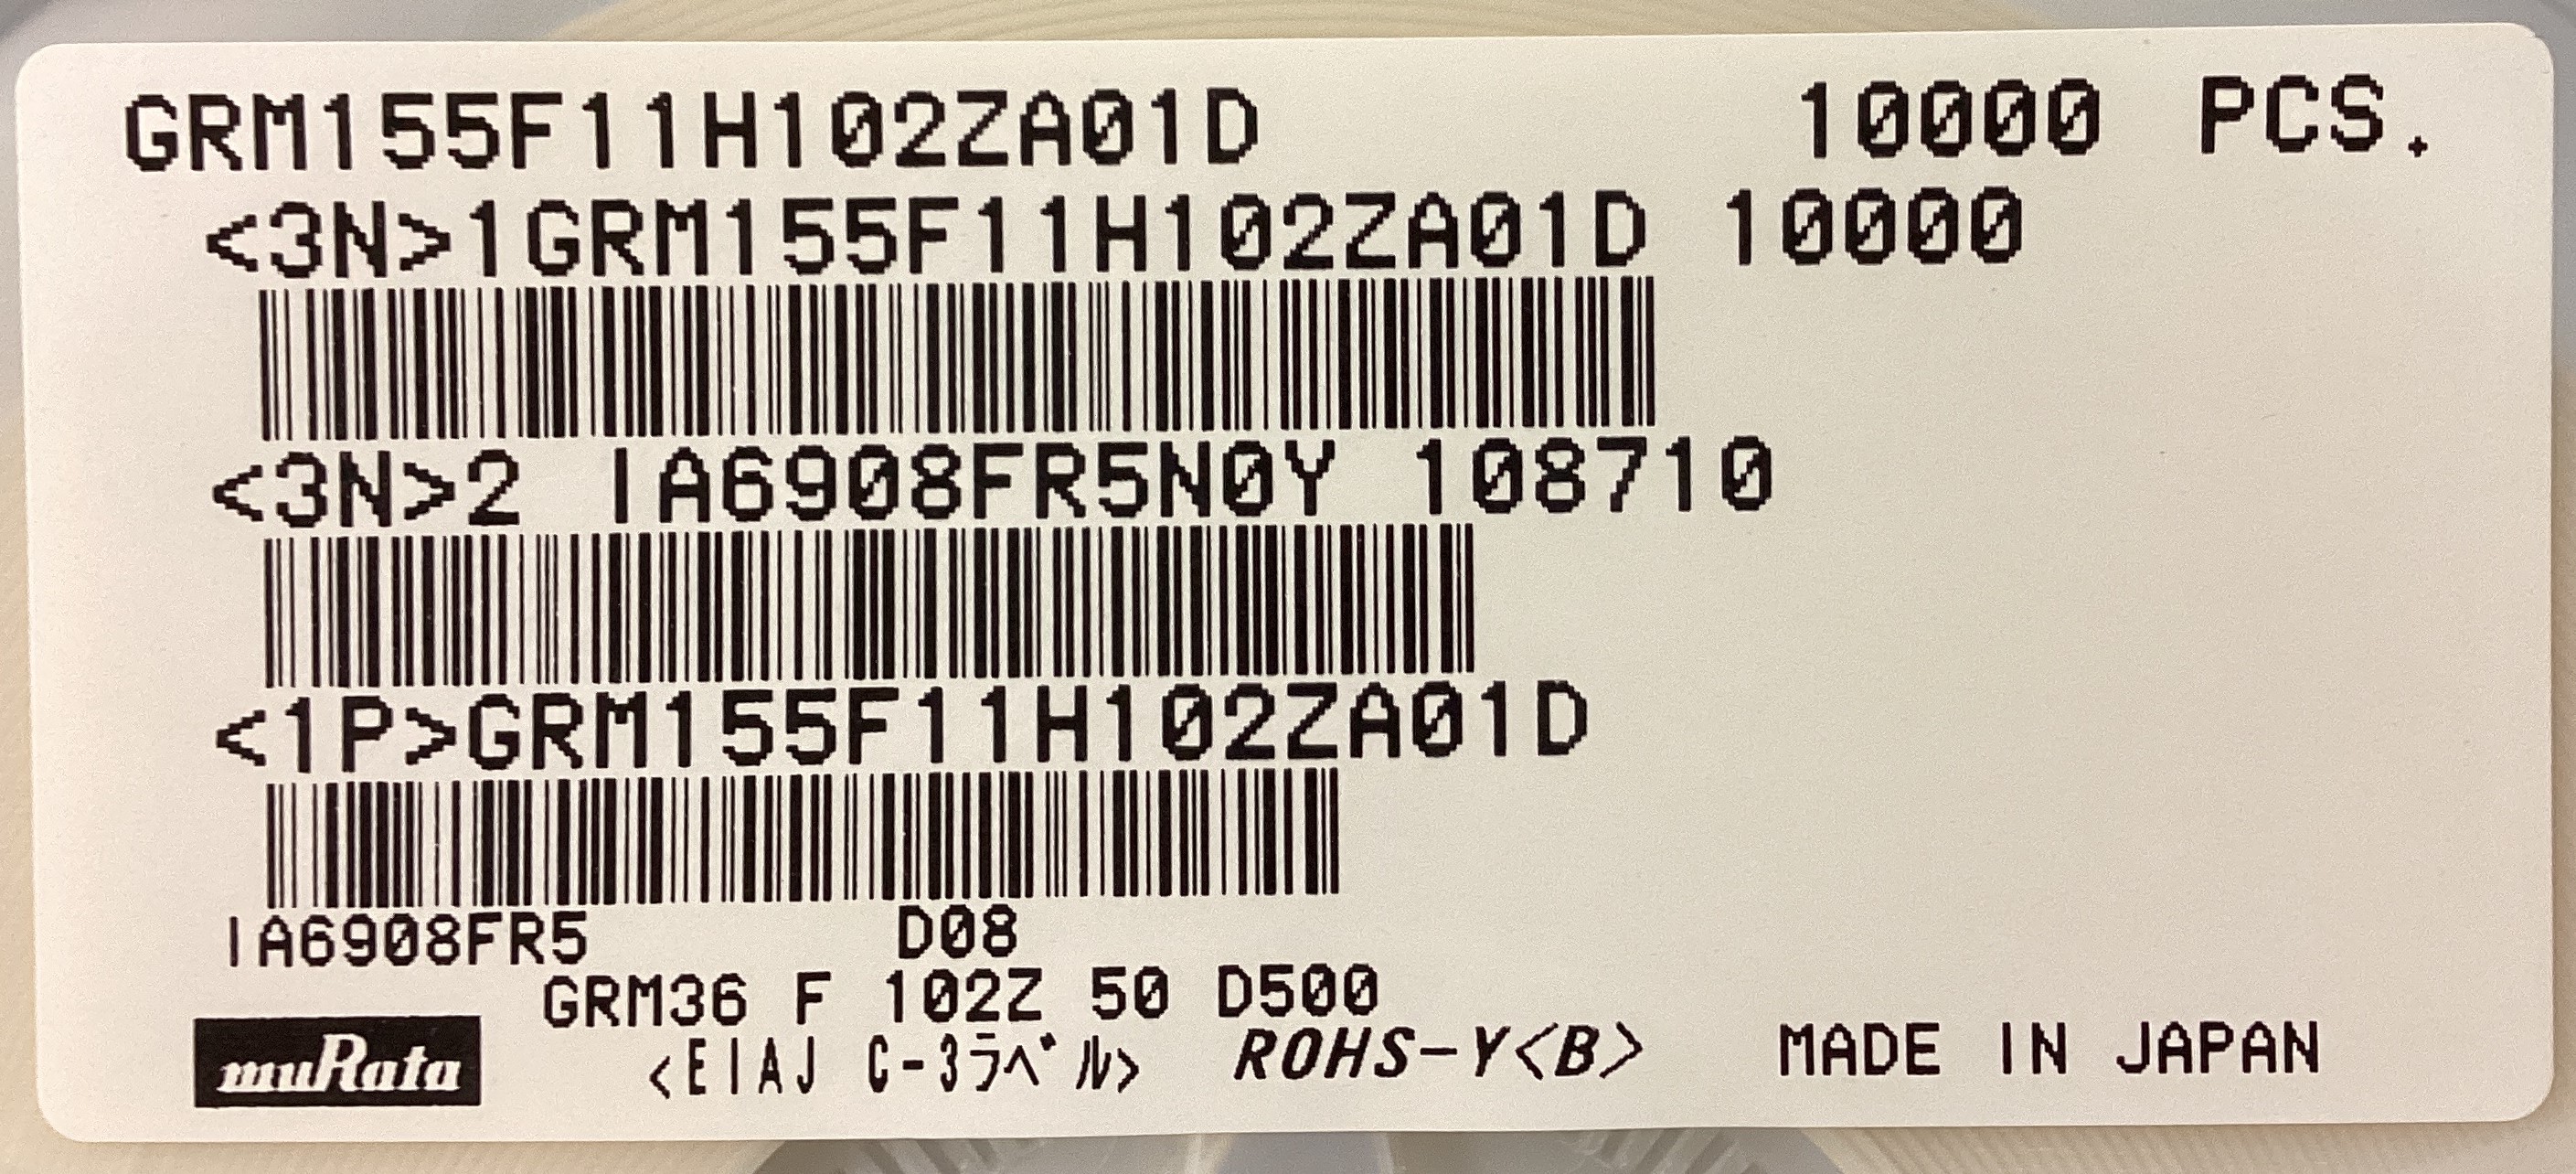 GRM155F11H102ZA01D 10000 PCS.
<3N>1GRM155F11H102ZA01D 10000
<3N>2 IA6908FR5N0Y 108710
<1P>GRM155F11H102ZA01D
IA6908FR5 D08
GRM36 F 102Z 50 D500
muRata <EIAJ C-3ラベル> ROHS-Y<B> MADE IN JAPAN